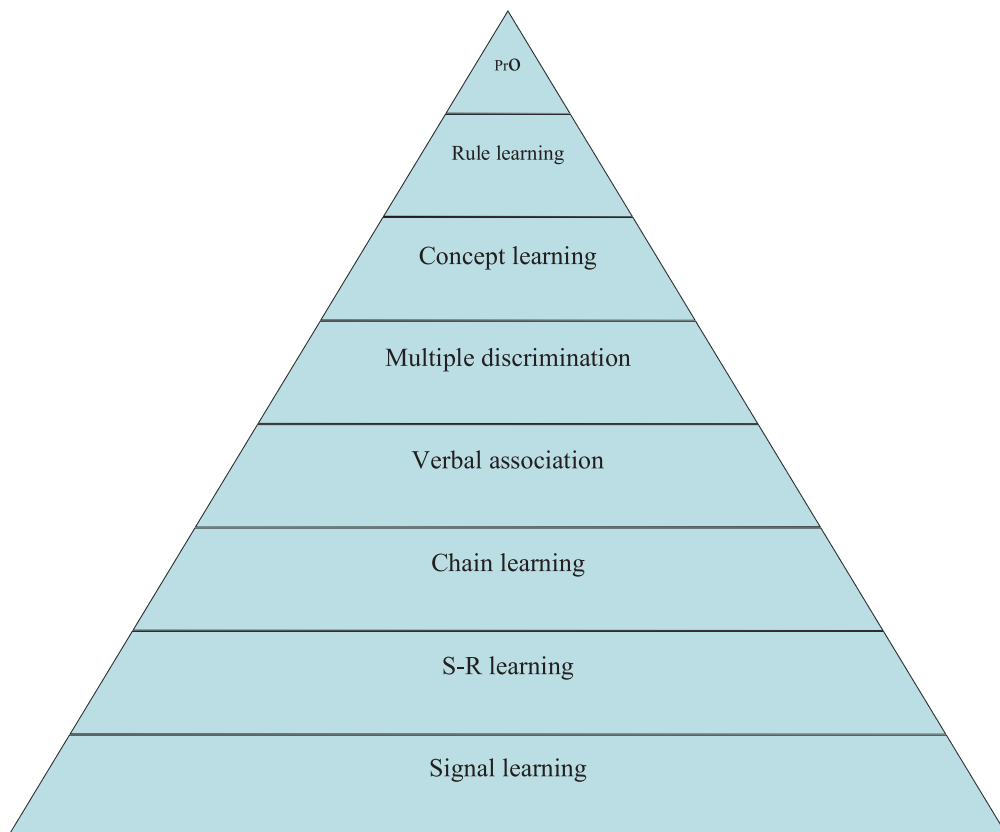 Pro
Rule learning
Concept learning
Multiple discrimination
Verbal association
Chain learning
S-R learning
Signal learning